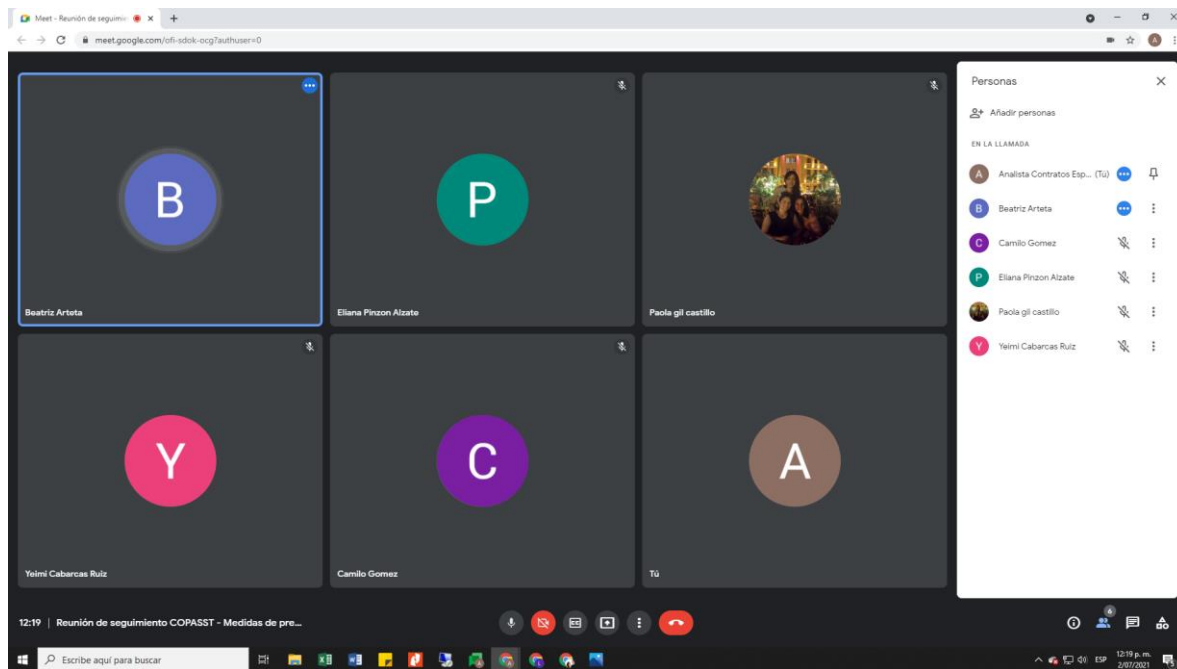 Meet - Reunión de seguimie
meet.google.com/ofi-sdok-ocg?authuser=0
A
B
Beatriz Arteta
P
Eliana Pinzon Alzate
Paola gil castillo
Y
Yeimi Cabarcas Ruiz
C
Camilo Gomez
A
Tú
Personas
Añadir personas
EN LA LLAMADA
A Analista Contratos Esp... (Tú)
B Beatriz Arteta
C Camilo Gomez
P Eliana Pinzon Alzate
Paola gil castillo
Y Yeimi Cabarcas Ruiz
12:19 | Reunión de seguimiento COPASST - Medidas de pre...
6
Escribe aquí para buscar
ESP
12:19 p. m.
2/07/2021